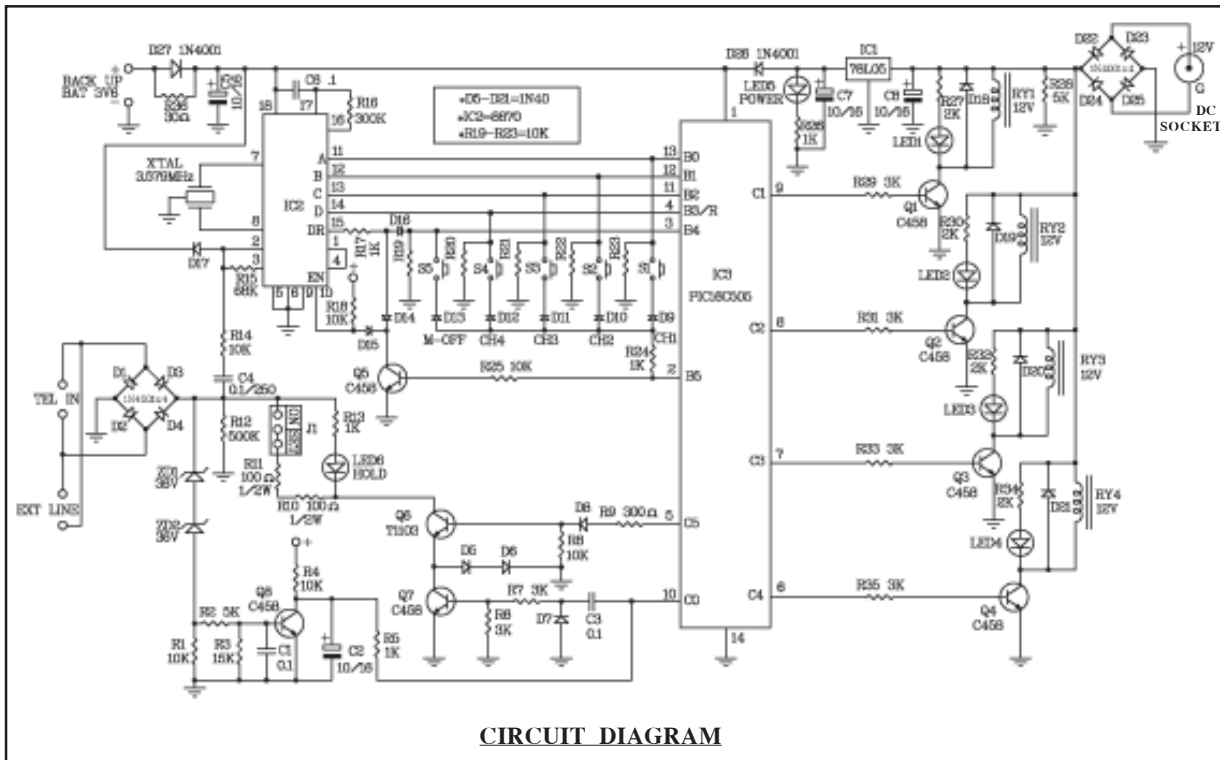 D27 1N4001
BACK UP
BAT 3V6
+
-
10/16
C6 .1
18
17
16
R16
300K
*D5-D21=1N40
*IC2=8870
*R19-R23=10K
D26 1N4001
LED5
POWER
1K
IC1
78L05
C7
10/16
10/16
R27
2K
D18
RY1
12V
5K
D22
D23
D24
D25
12V
+
G
DC
SOCKET
X'TAL
3.579MHz
7
8
2
3
IC2
A
B
C
D
DR
EN
11
12
13
14
15
1
4
5
6
9
10
R17
1K
D16
R19
R20
R21
R22
R23
S5
S4
S3
S2
S1
D17
R15
68K
R18
10K
D15
D14
D13
D12
D11
D10
D9
M-OFF
CH4
CH3
CH2
CH1
R24
1K
R25 10K
Q5
C458
1
13
12
11
4
3
2
B0
B1
B2
B3/R
B4
B5
IC3
PIC16C505
C1
9
R29 3K
LED1
Q1
C458
R30
2K
D19
RY2
12V
LED2
C2
8
R31 3K
Q2
C458
R32
2K
D20
RY3
12V
LED3
C3
7
R33 3K
Q3
C458
R34
2K
D21
RY4
12V
LED4
C4
6
R35 3K
Q4
C458
R14
10K
C4
0.1/250
D1
D3
D2
D4
TEL IN
EXT LINE
R12
500K
J1
R13
1K
LED6
HOLD
R11
100Ω
1/2W
R10 100Ω
1/2W
ZD1
36V
ZD2
36V
Q6
T1103
D8
R9 300Ω
5
C5
R8
10K
D5
D6
Q7
C458
R7 3K
R6
3K
D7
C3
0.1
10
C0
14
+
R4
10K
Q8
C458
R2 5K
R1
10K
R3
15K
C1
0.1
C2
10/16
R5
1K
CIRCUIT DIAGRAM